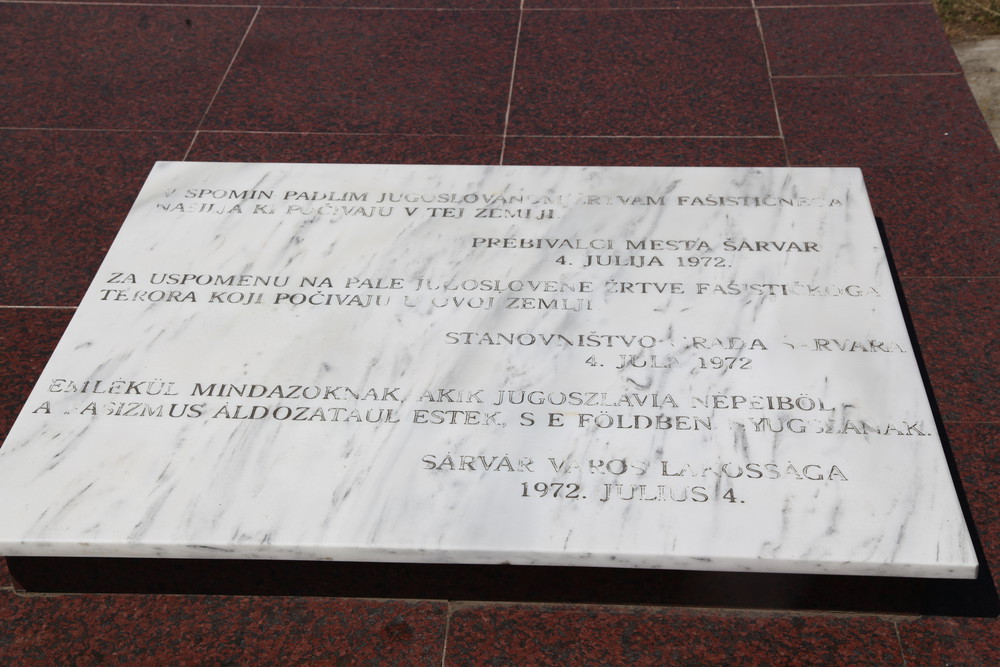 V SPOMIN PADLIM JUGOSLOVANOM ŽRTVAM FAŠISTIČNEGA
NASILJA KI POČIVAJU V TEJ ZEMLJI
PREBIVALCI MESTA ŠARVAR
4. JULIJA 1972.
ZA USPOMENU NA PALE JUGOSLOVENE ŽRTVE FAŠISTIČKOGA
TERORA KOJI POČIVAJU U OVOJ ZEMLJI
STANOVNIŠTVO GRADA ŠARVARA
4. JULA 1972
EMLÉKÜL MINDAZOKNAK, AKIK JUGOSZLÁVIA NÉPEIBŐL
A FASIZMUS ÁLDOZATAUL ESTEK, S E FÖLDBEN NYUGSZANAK.
SÁRVÁR VÁROS LAKOSSÁGA
1972. JÚLIUS 4.